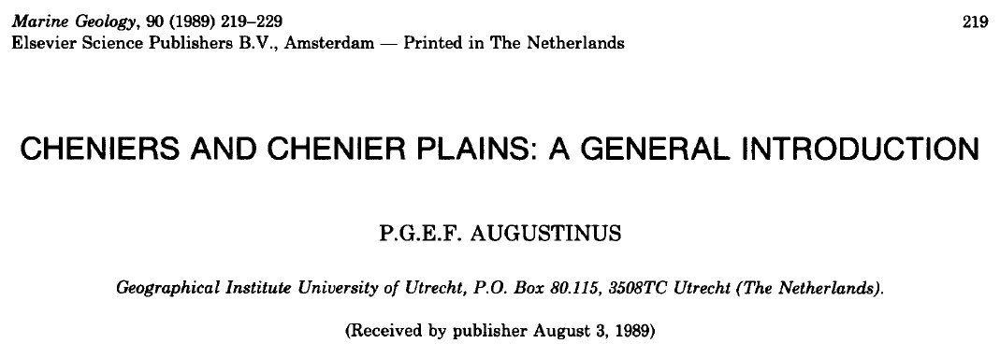 Marine Geology, 90 (1989) 219–229 219
Elsevier Science Publishers B.V., Amsterdam — Printed in The Netherlands
CHENIERS AND CHENIER PLAINS: A GENERAL INTRODUCTION
P.G.E.F. AUGUSTINUS
Geographical Institute University of Utrecht, P.O. Box 80.115, 3508TC Utrecht (The Netherlands).
(Received by publisher August 3, 1989)